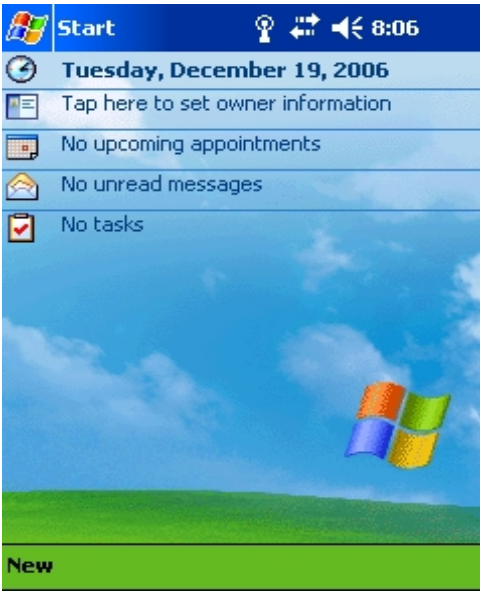 Start 8:06
Tuesday, December 19, 2006
Tap here to set owner information
No upcoming appointments
No unread messages
No tasks
New